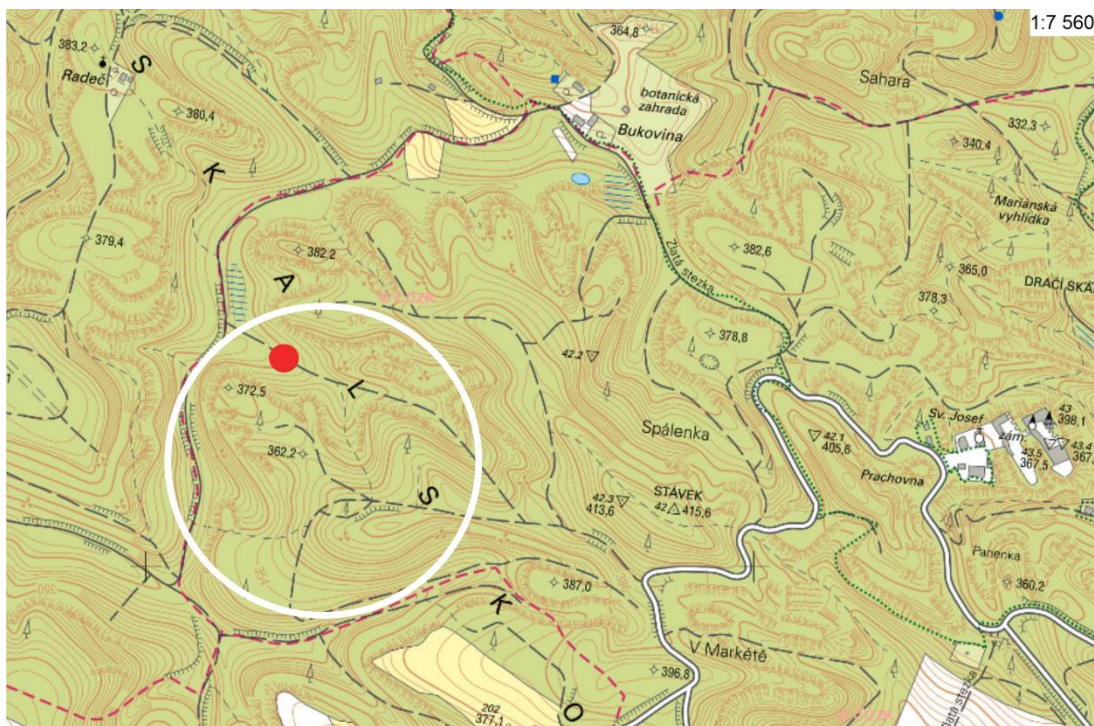 1:7 560
383,2
Radeč
S
380,4
K
379,4
364,8
botanická
zahrada
Bukovina
Sahara
332,3
340,4
Mariánská
vyhlídka
382,2
A
Zlatá stezka
382,6
365,0
DRAČÍ SKÁ
378,3
378,8
42.2
372,5
L
362,2
S
Spálenka
42.1
405,6
Sv. Josef
zám.
43
398,1
43.4
367,
43.5
367,5
Prachovna
STÁVEK
42.3
413,6
42
415,6
387,0
K
Panenka
360,2
V Markétě
396,8
202
377,1
O
Zlatá stezka